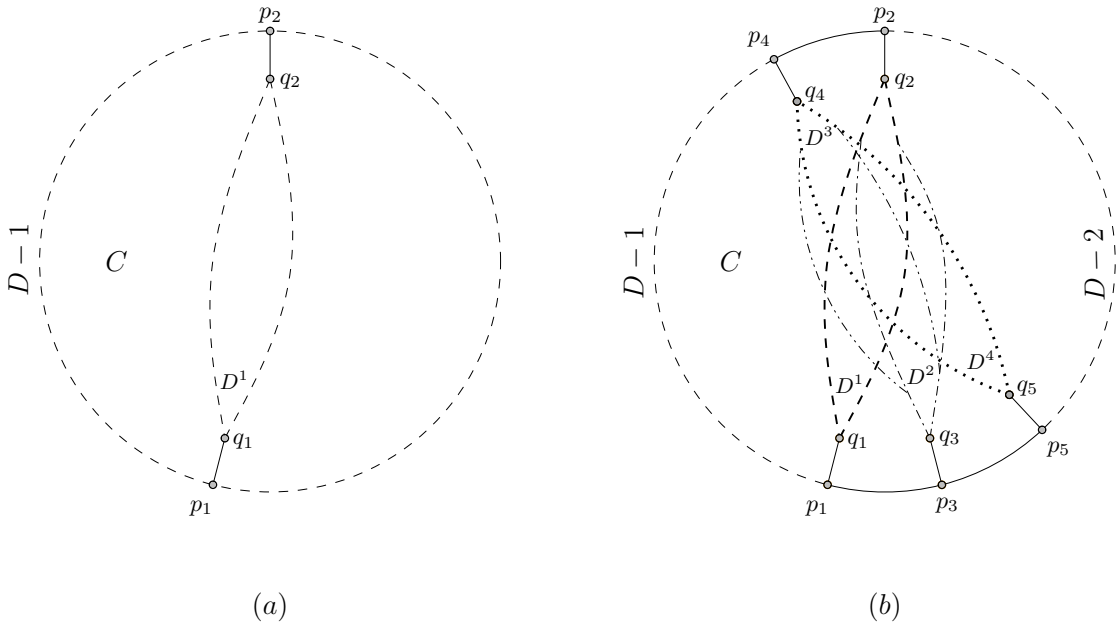 p₂
q₂
D − 1
C
D¹
q₁
p₁
(a)
p₂
p₄
q₂
q₄
D³
D − 1
C
D − 2
D¹
D²
D⁴
q₅
q₁
q₃
p₅
p₁
p₃
(b)